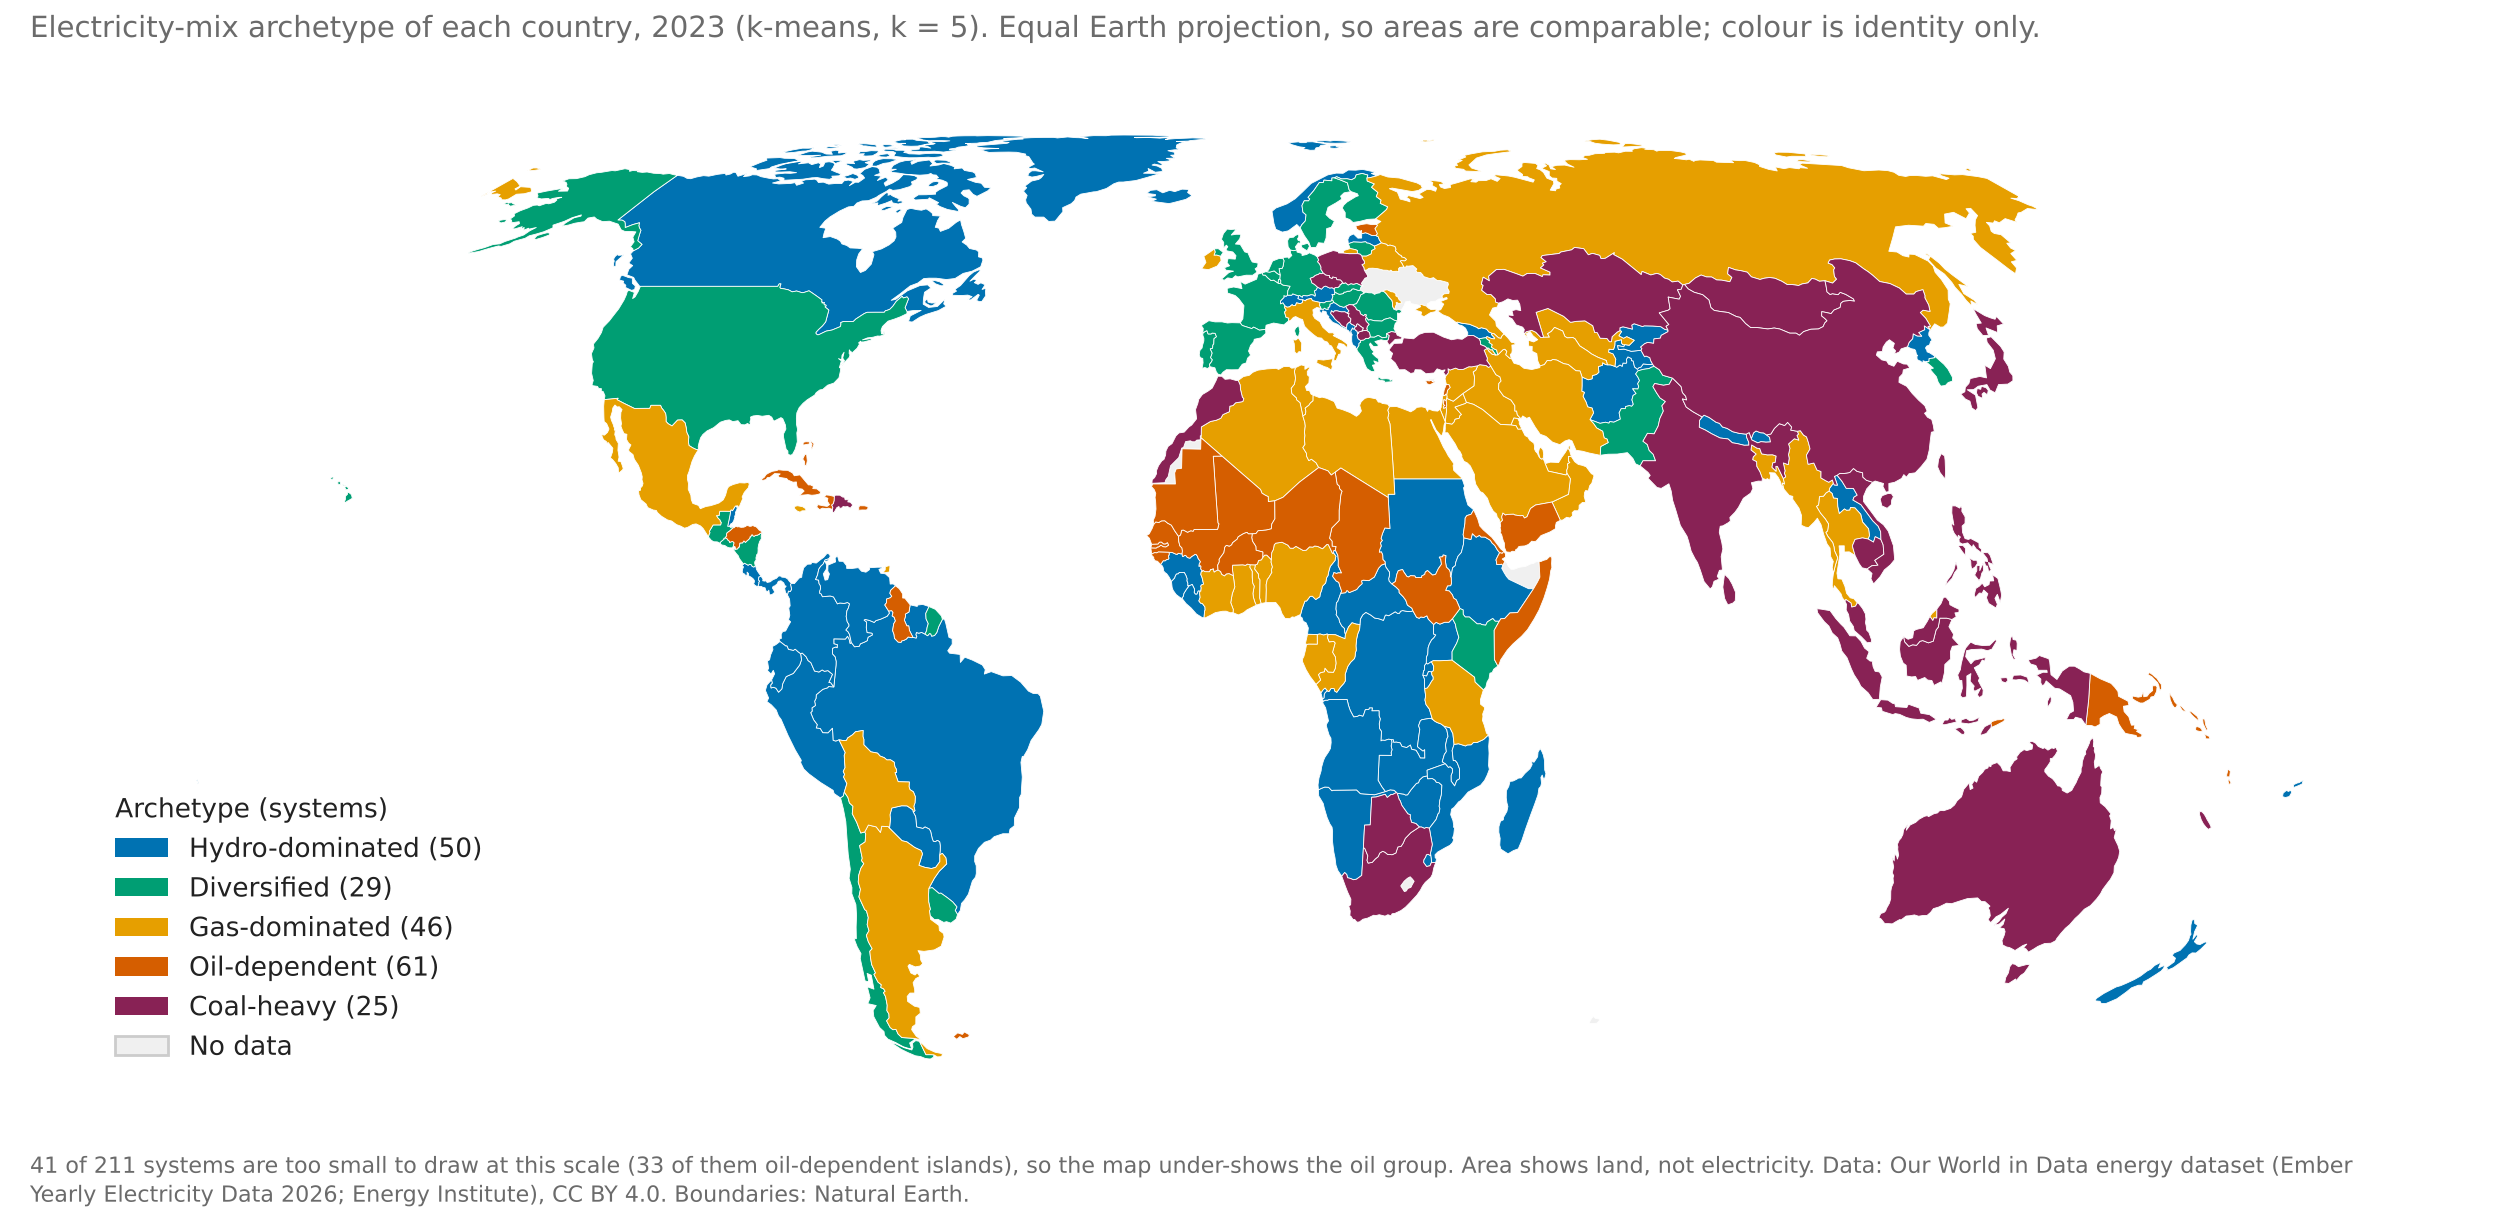 Electricity-mix archetype of each country, 2023 (k-means, k = 5). Equal Earth projection, so areas are comparable; colour is identity only.
Archetype (systems)
Hydro-dominated (50)
Diversified (29)
Gas-dominated (46)
Oil-dependent (61)
Coal-heavy (25)
No data
41 of 211 systems are too small to draw at this scale (33 of them oil-dependent islands), so the map under-shows the oil group. Area shows land, not electricity. Data: Our World in Data energy dataset (Ember
Yearly Electricity Data 2026; Energy Institute), CC BY 4.0. Boundaries: Natural Earth.